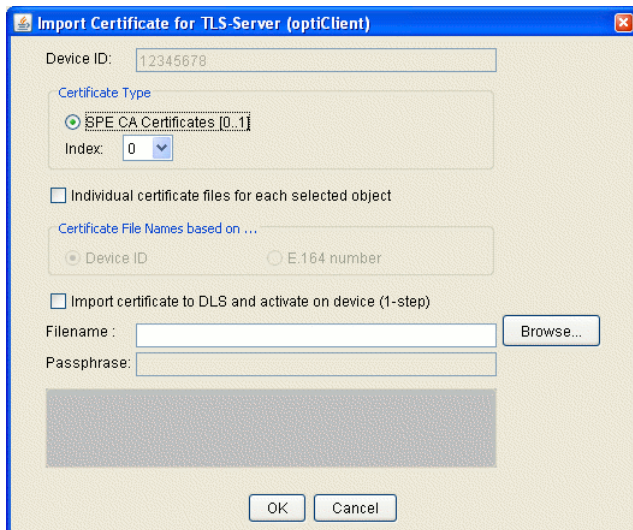 Import Certificate for TLS-Server (optiClient)
Device ID: 12345678
Certificate Type
SPE CA Certificates [0..1]
Index: 0
Individual certificate files for each selected object
Certificate File Names based on ...
Device ID E.164 number
Import certificate to DLS and activate on device (1-step)
Filename : Browse...
Passphrase:
OK Cancel